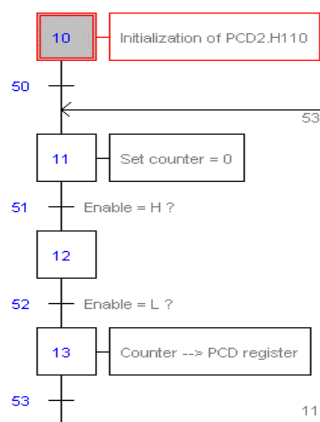 10 Initialization of PCD2.H110
50
53
11 Set counter = 0
51 Enable = H ?
12
52 Enable = L ?
13 Counter --> PCD register
53
11